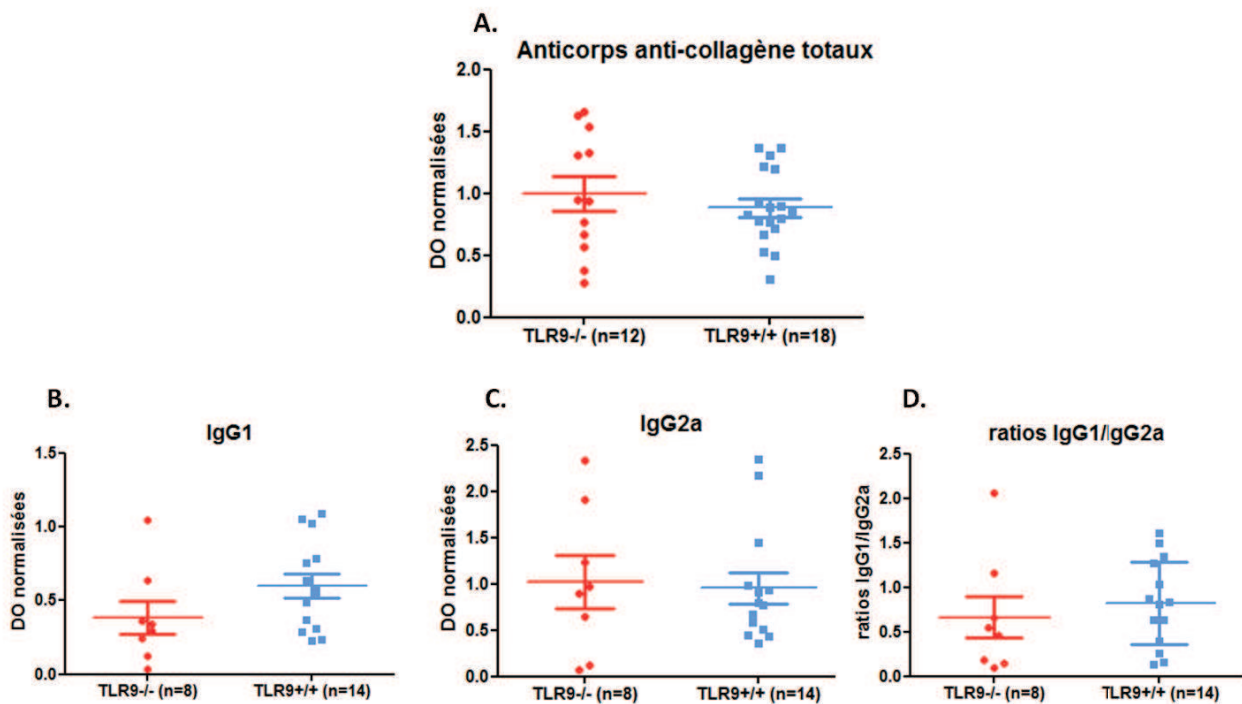 A.
Anticorps anti-collagène totaux
DO normalisées
2.0
1.5
1.0
0.5
0.0
TLR9-/- (n=12) TLR9+/+ (n=18)
B.
IgG1
DO normalisées
1.5
1.0
0.5
0.0
TLR9-/- (n=8) TLR9+/+ (n=14)
C.
IgG2a
DO normalisées
2.5
2.0
1.5
1.0
0.5
0.0
TLR9-/- (n=8) TLR9+/+ (n=14)
D.
ratios IgG1/IgG2a
ratios IgG1/IgG2a
2.5
2.0
1.5
1.0
0.5
0.0
TLR9-/- (n=8) TLR9+/+ (n=14)